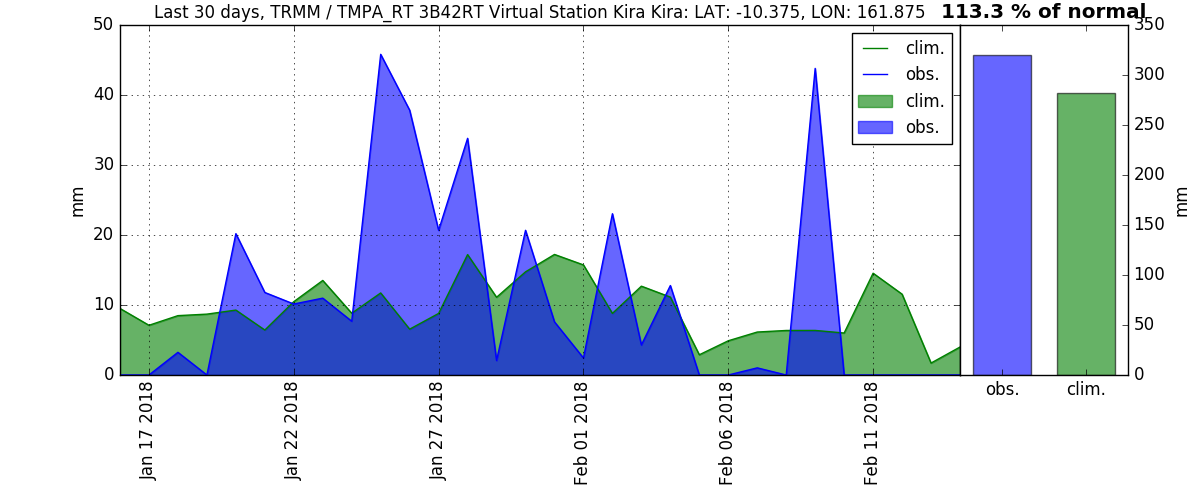 Last 30 days, TRMM / TMPA_RT 3B42RT Virtual Station Kira Kira: LAT: -10.375, LON: 161.875 113.3 % of normal
50
40
30
20
10
0
mm
clim.
obs.
clim.
obs.
350
300
250
200
150
100
50
0
mm
Jan 17 2018
Jan 22 2018
Jan 27 2018
Feb 01 2018
Feb 06 2018
Feb 11 2018
obs.
clim.